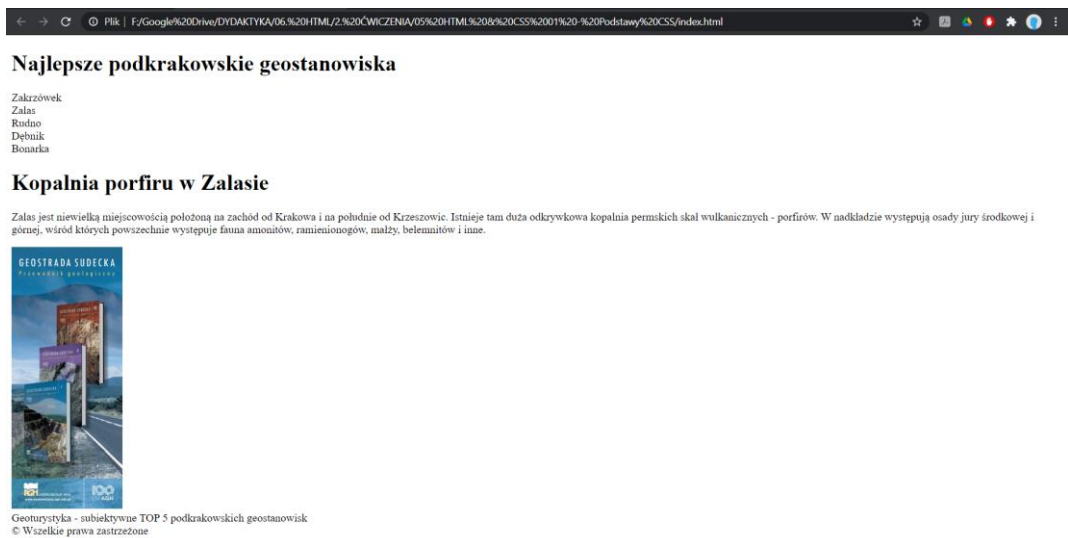 Plik | F:/Google%20Drive/DYDAKTYKA/06.%20HTML/2.%20ĆWICZENIA/05%20HTML%20&%20CSS%2001%20-%20Podstawy%20CSS/index.html
Najlepsze podkrakowskie geostanowiska
Zakrzówek
Zalas
Rudno
Dębnik
Bonarka
Kopalnia porfiru w Zalasie
Zalas jest niewielką miejscowością położoną na zachód od Krakowa i na południe od Krzeszowic. Istnieje tam duża odkrywkowa kopalnia permskich skał wulkanicznych - porfirów. W nadkładzie występują osady jury środkowej i
górnej, wśród których powszechnie występuje fauna amonitów, ramienionogów, małży, belemnitów i inne.
GEOSTRADA SUDECKA
Przewodnik geologiczny
100
AGH
Geoturystyka - subiektywne TOP 5 podkrakowskich geostanowisk
© Wszelkie prawa zastrzeżone